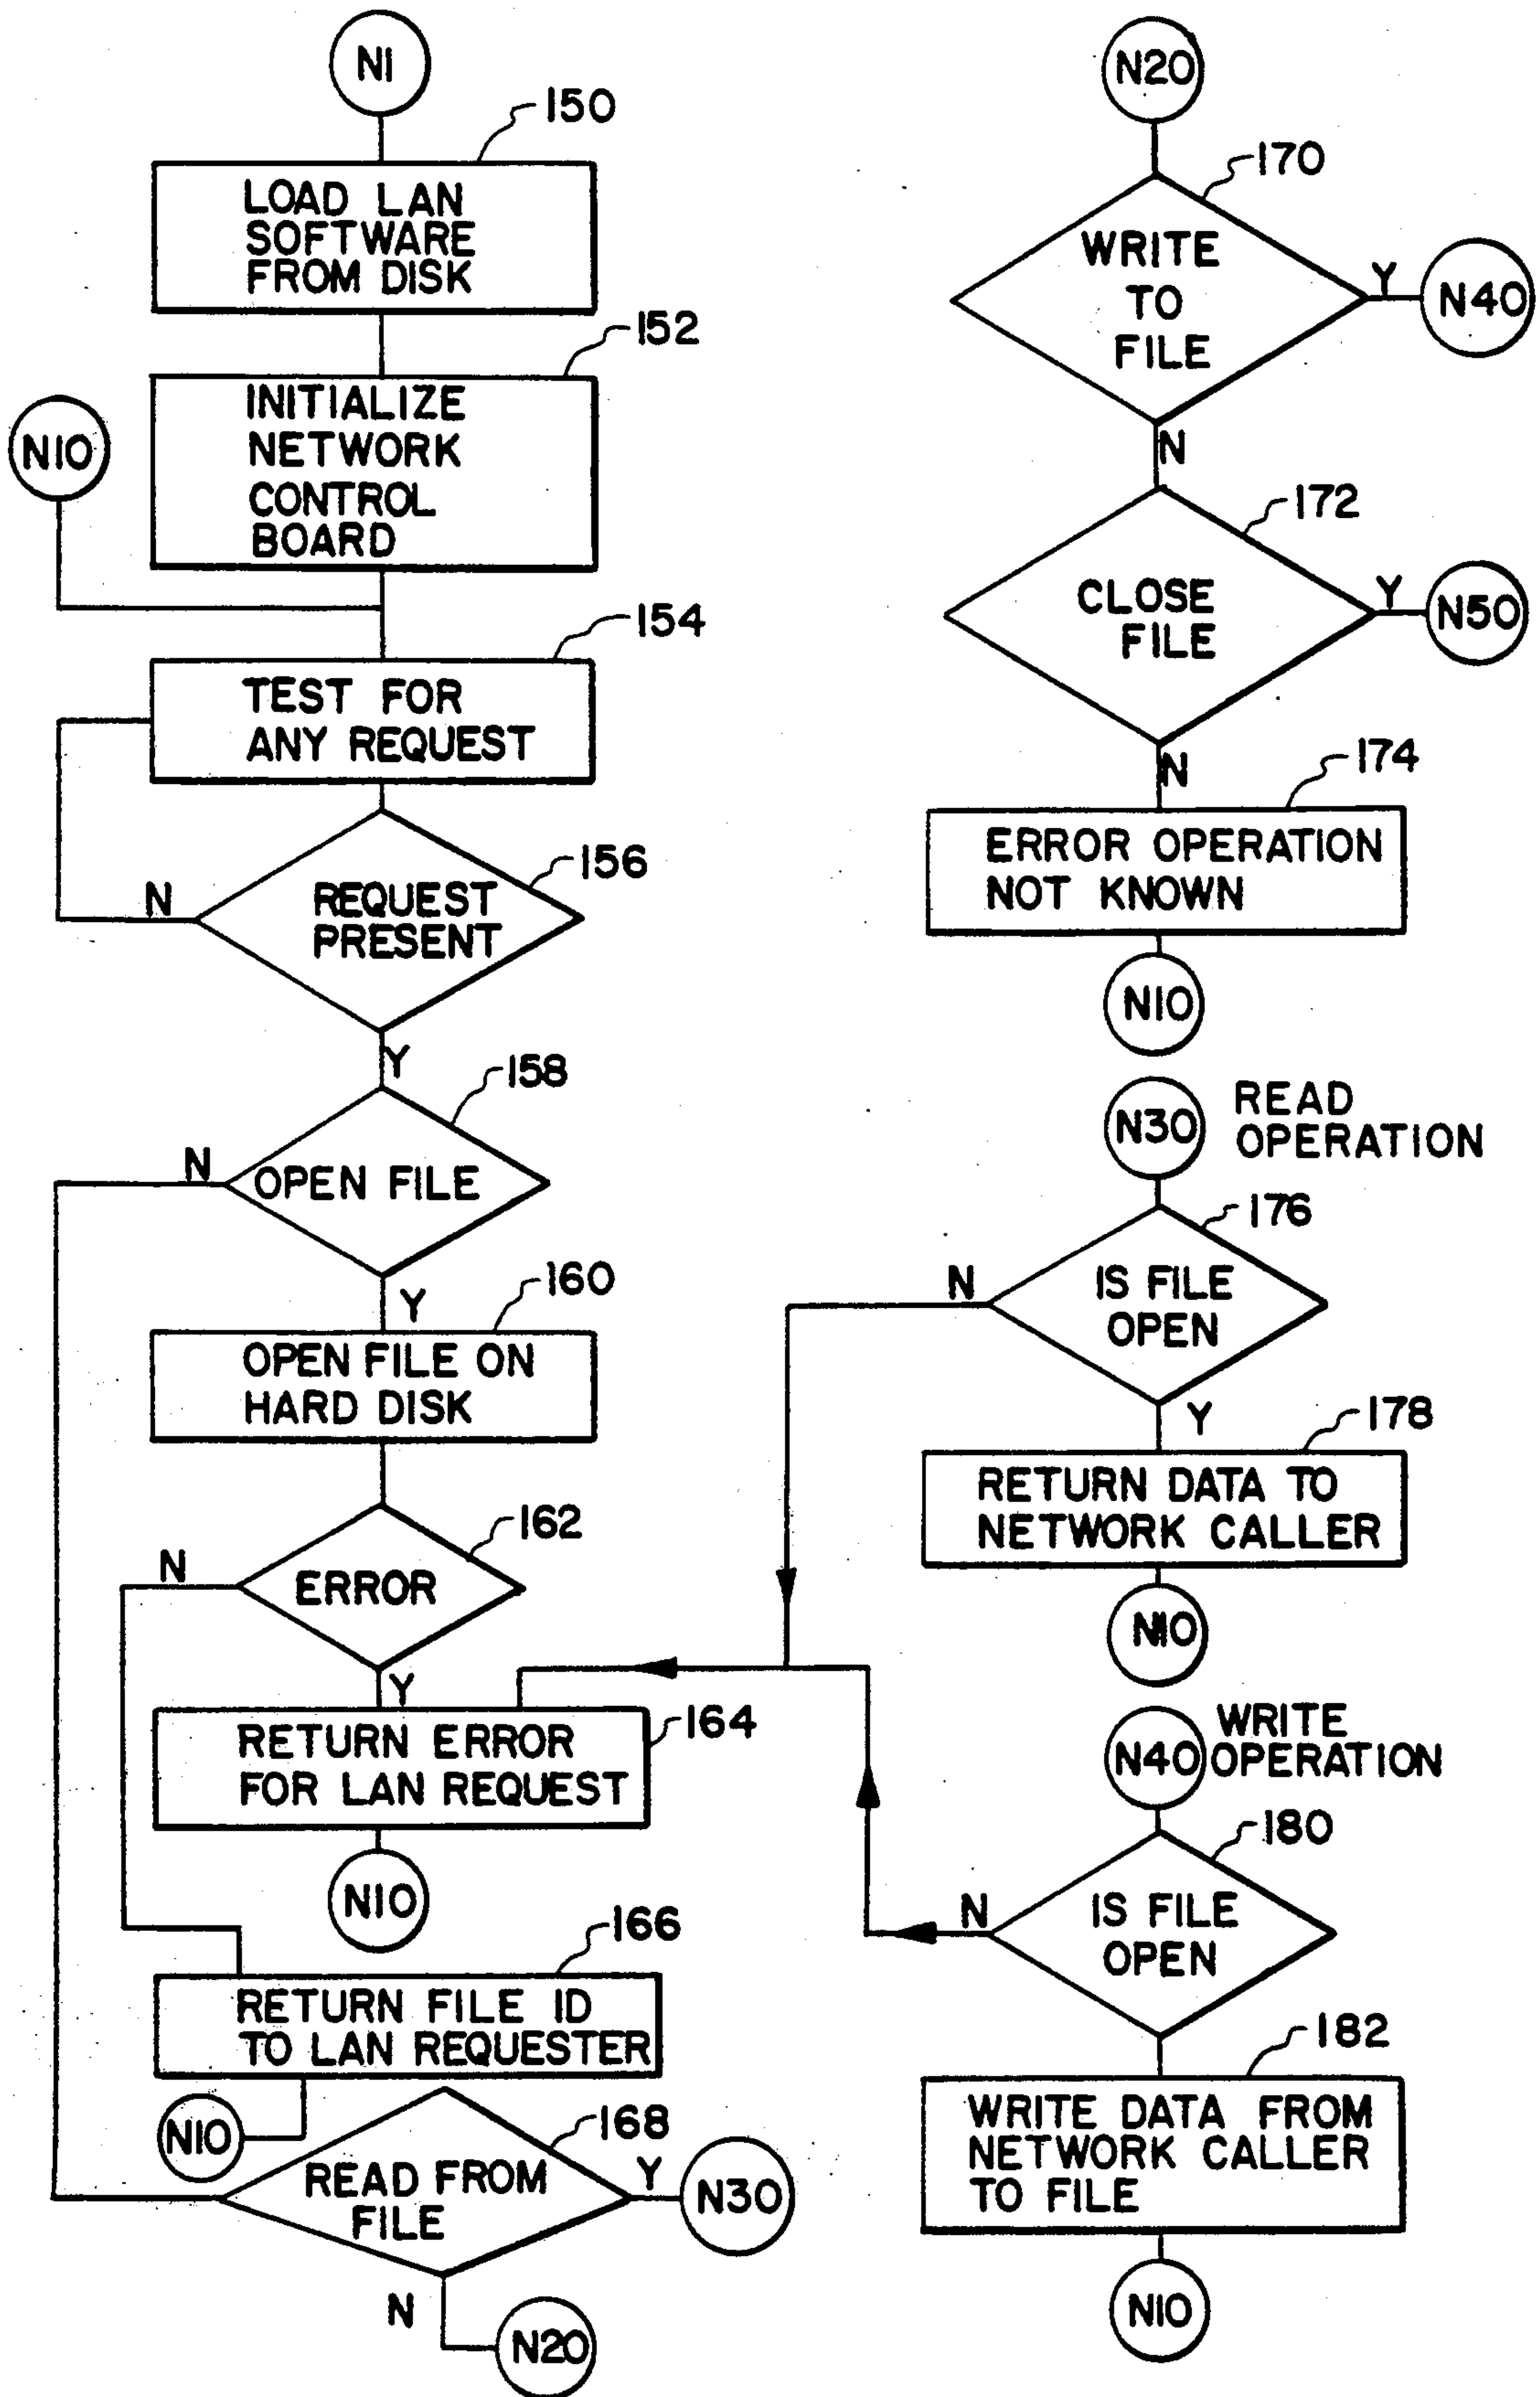 N1
150
LOAD LAN
SOFTWARE
FROM DISK
152
INITIALIZE
NETWORK
CONTROL
BOARD
N10
154
TEST FOR
ANY REQUEST
156
REQUEST
PRESENT
N
Y
158
OPEN FILE
N
Y
160
OPEN FILE ON
HARD DISK
162
ERROR
N
Y
164
RETURN ERROR
FOR LAN REQUEST
N10
166
RETURN FILE ID
TO LAN REQUESTER
N10
168
READ FROM
FILE
Y
N30
N
N20
N20
170
WRITE
TO
FILE
Y
N40
N
172
CLOSE
FILE
Y
N50
N
174
ERROR OPERATION
NOT KNOWN
N10
N30
READ
OPERATION
176
IS FILE
OPEN
N
Y
178
RETURN DATA TO
NETWORK CALLER
N10
N40
WRITE
OPERATION
180
IS FILE
OPEN
N
182
WRITE DATA FROM
NETWORK CALLER
TO FILE
N10